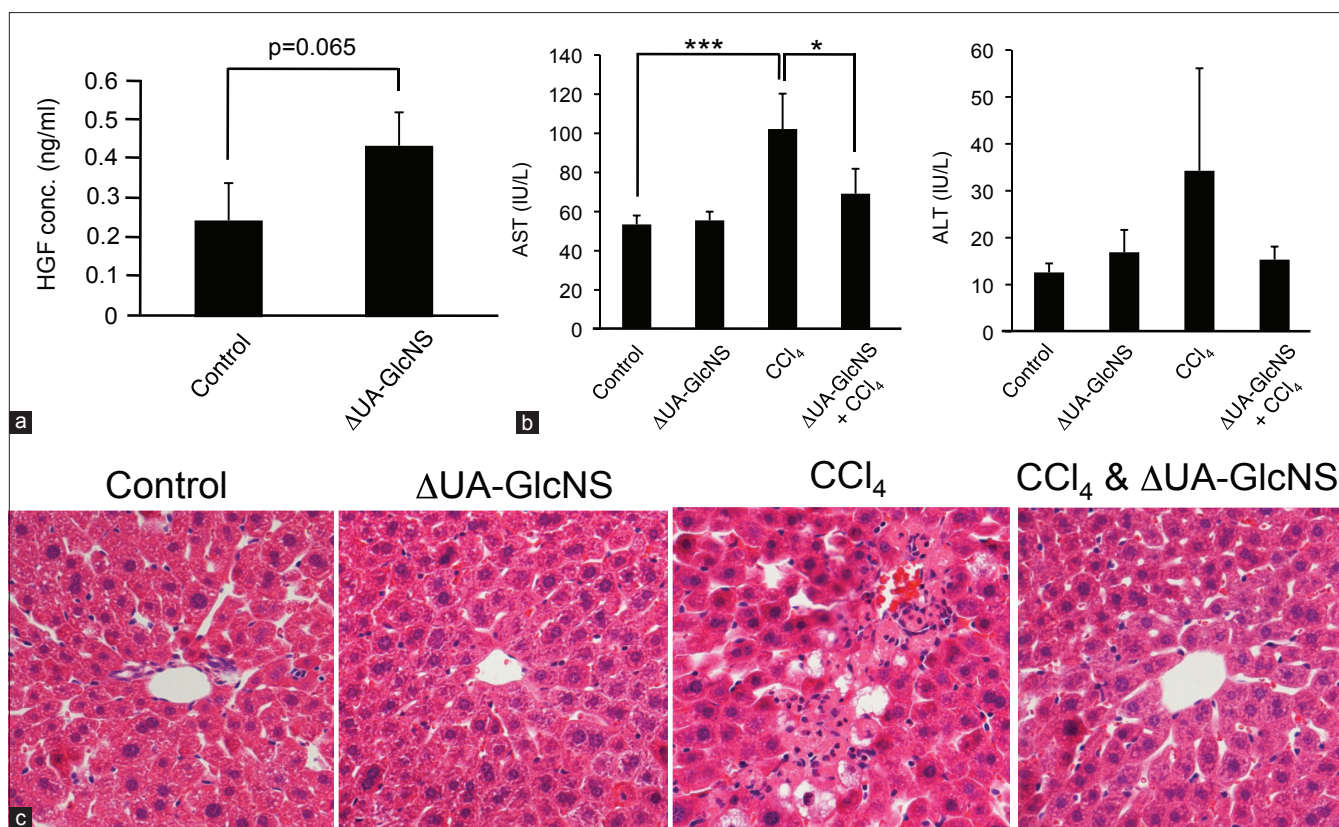 p=0.065
HGF conc. (ng/ml)
0.6
0.5
0.4
0.3
0.2
0.1
0
Control
ΔUA-GlcNS
a
***
*
AST (IU/L)
140
120
100
80
60
40
20
0
Control
ΔUA-GlcNS
CCl₄
ΔUA-GlcNS
+ CCl₄
b
ALT (IU/L)
60
50
40
30
20
10
0
Control
ΔUA-GlcNS
CCl₄
ΔUA-GlcNS
+ CCl₄
Control
ΔUA-GlcNS
CCl₄
CCl₄ & ΔUA-GlcNS
c